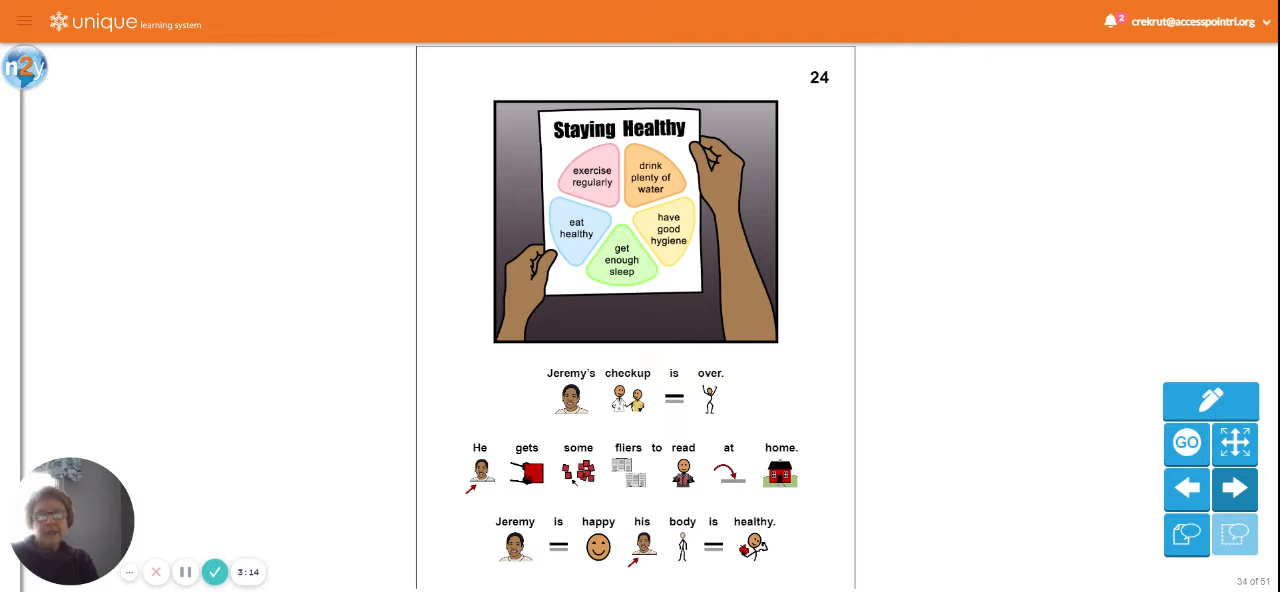 unique learning system
2
crekrut@accesspointri.org
n2y
24
Staying Healthy
exercise
regularly
drink
plenty of
water
eat
healthy
have
good
hygiene
get
enough
sleep
Jeremy's checkup is over.
He gets some fliers to read at home.
Jeremy is happy his body is healthy.
GO
... 3:14
34 of 51